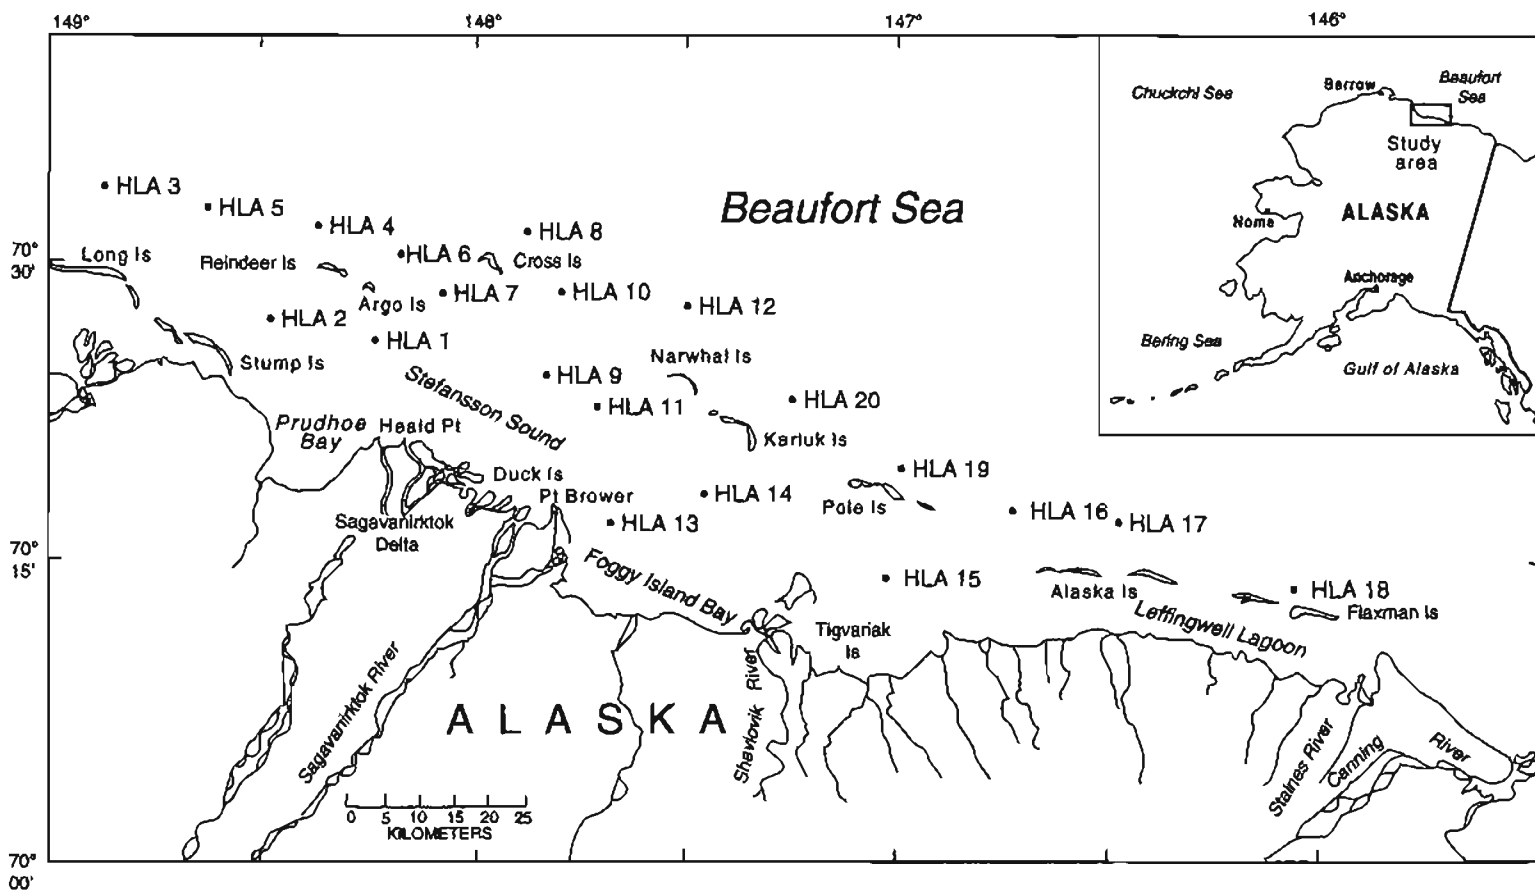 149°
148°
147°
146°
Chuckchi Sea
Barrow
Beaufort
Sea
Study
area
ALASKA
Nome
Anchorage
Bering Sea
Gulf of Alaska
HLA 3
HLA 5
HLA 4
HLA 8
HLA 6
Beaufort Sea
70°
30'
Long Is
Reindeer Is
Cross Is
Argo Is
HLA 7
HLA 10
HLA 12
HLA 2
HLA 1
Stump Is
Narwhal Is
HLA 9
HLA 11
HLA 20
Stefansson Sound
Prudhoe
Bay
Heald Pt
Karluk Is
HLA 19
Duck Is
Pt Brower
HLA 14
Pole Is
HLA 16
HLA 17
Sagavanirktok
Delta
HLA 13
70°
15'
Foggy Island Bay
HLA 15
Alaska Is
HLA 18
Flaxman Is
Leffingwell Lagoon
Tigvariak
Is
Sagavanirktok River
ALASKA
Shaviovik River
Staines River
Canning River
0 5 10 15 20 25
KILOMETERS
70°
00'